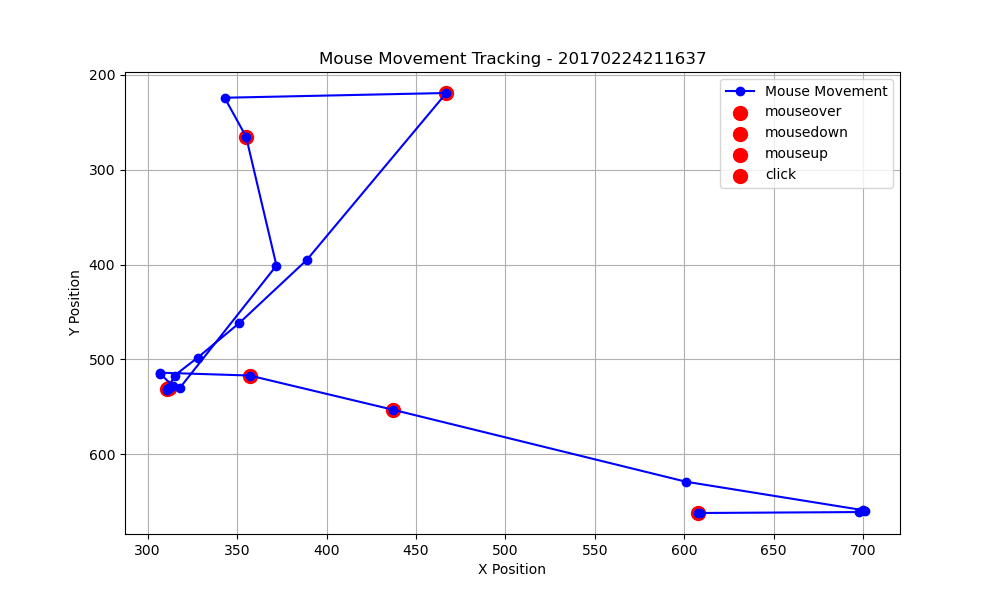 Mouse Movement Tracking - 20170224211637
Mouse Movement
mouseover
mousedown
mouseup
click
200
300
400
500
600
Y Position
300 350 400 450 500 550 600 650 700
X Position